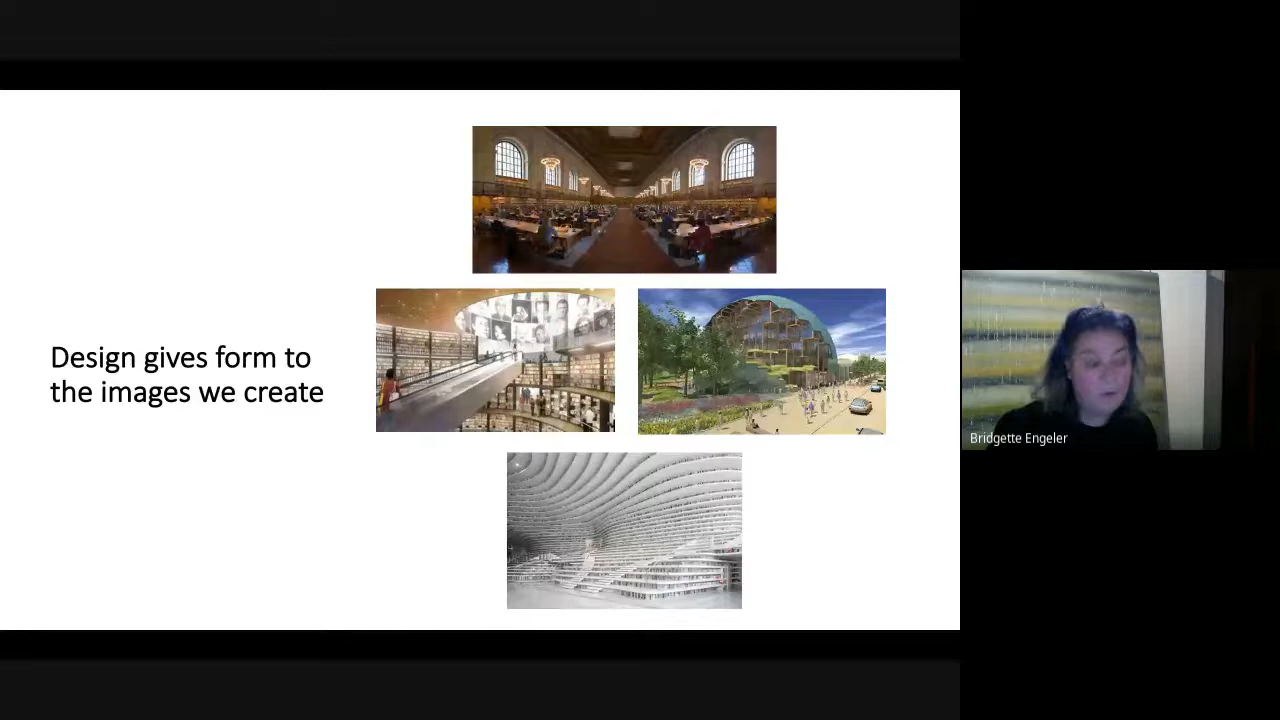 Design gives form to
the images we create
Bridgette Engeler